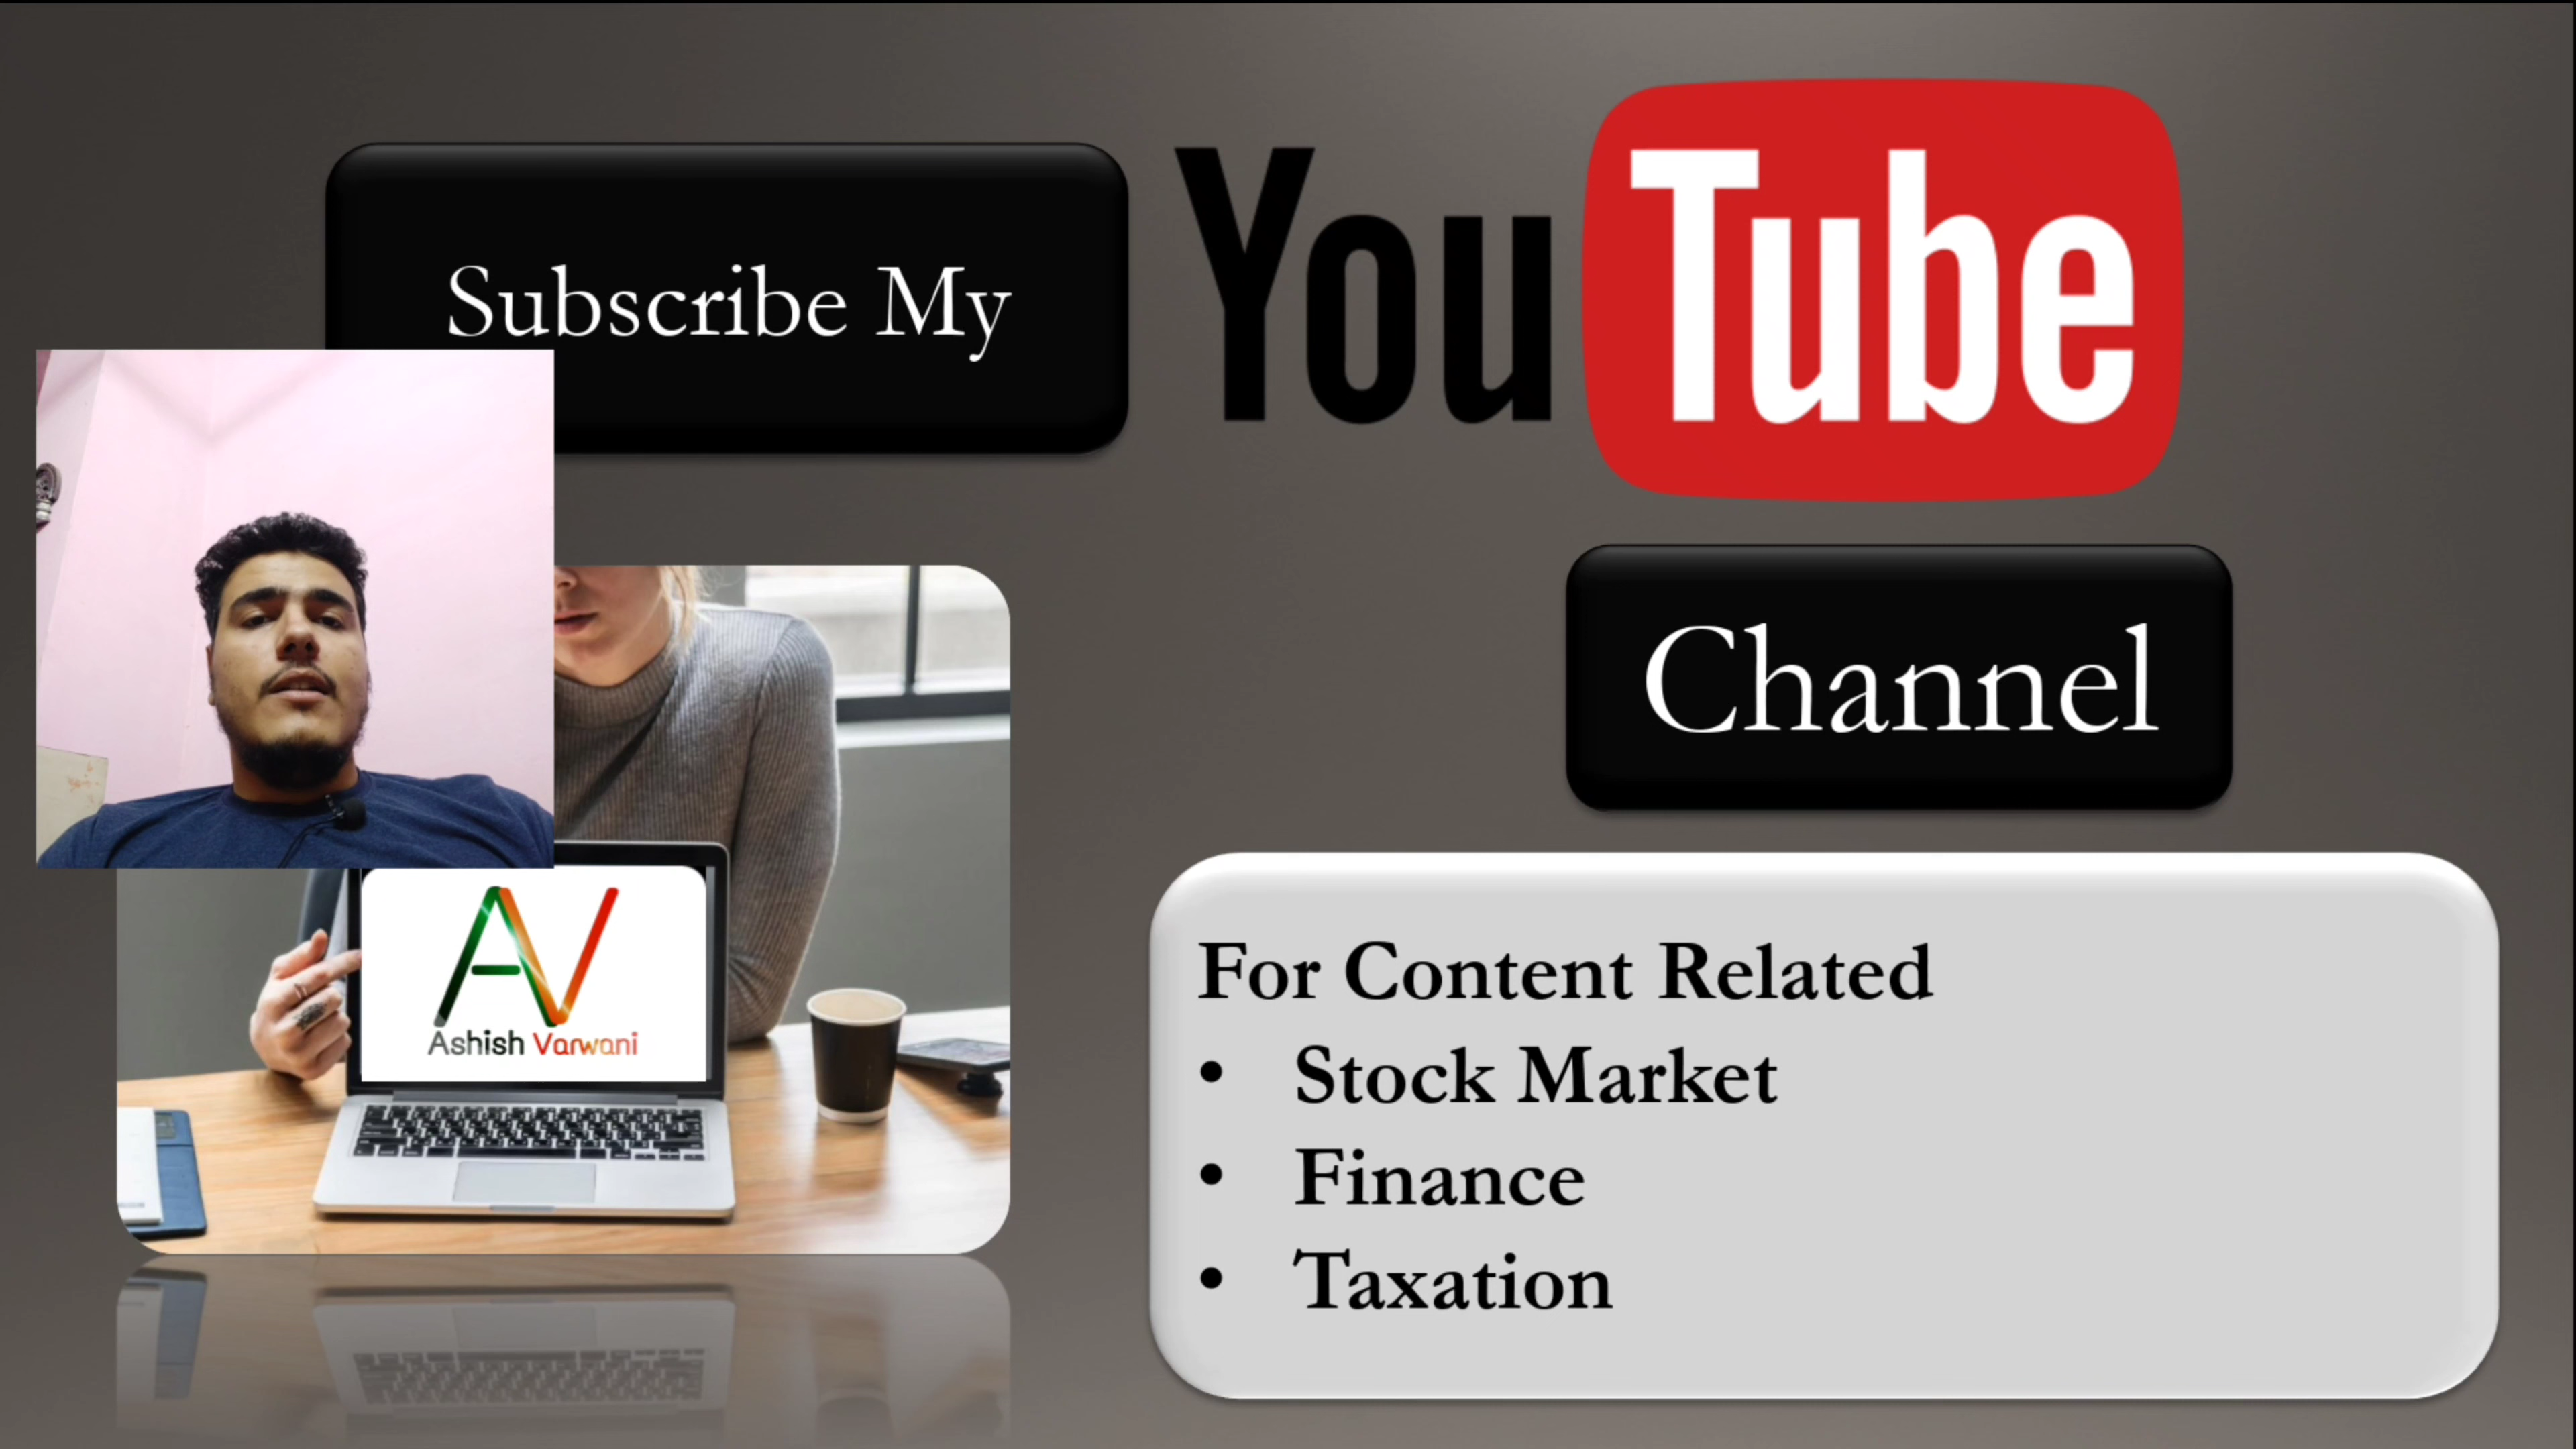 Subscribe My
YouTube
Channel
AV
Ashish Varwani
For Content Related
• Stock Market
• Finance
• Taxation